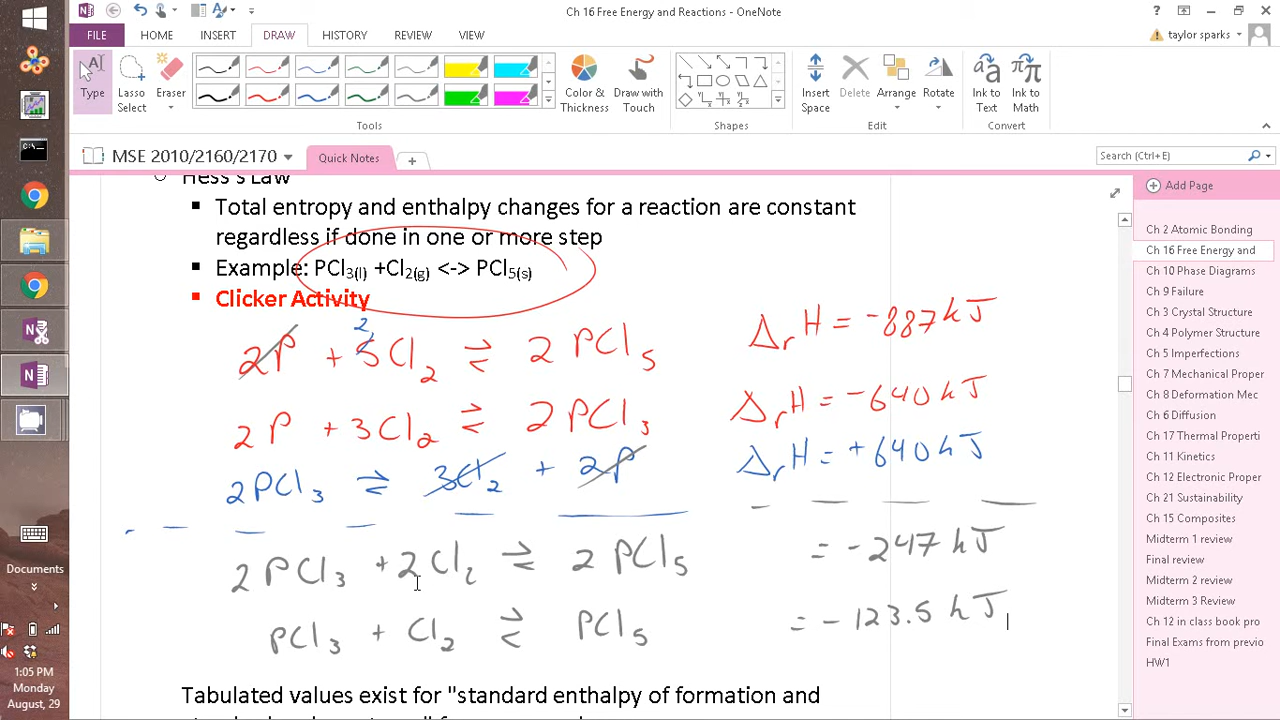 Ch 16 Free Energy and Reactions - OneNote
FILE HOME INSERT DRAW HISTORY REVIEW VIEW
taylor sparks
Type
Lasso Select
Eraser
Color & Thickness
Draw with Touch
Insert Space
Delete
Arrange
Rotate
Ink to Text
Ink to Math
Tools
Shapes
Edit
Convert
MSE 2010/2160/2170
Quick Notes
Search (Ctrl+E)
Hess's Law
Total entropy and enthalpy changes for a reaction are constant
regardless if done in one or more step
Example: PCl3(l) +Cl2(g) <-> PCl5(s)
Clicker Activity
2
2P + 5Cl2 ⇌ 2 PCl5 ΔrH = -887 kJ
2P + 3Cl2 ⇌ 2PCl3 ΔrH = -640 kJ
2PCl3 ⇌ 3Cl2 + 2P ΔrH = +640 kJ
2 PCl3 + 2Cl2 ⇌ 2 PCl5 = -247 kJ
PCl3 + Cl2 ⇌ PCl5 = -123.5 kJ
Tabulated values exist for "standard enthalpy of formation and
Add Page
Ch 2 Atomic Bonding
Ch 16 Free Energy and
Ch 10 Phase Diagrams
Ch 9 Failure
Ch 3 Crystal Structure
Ch 4 Polymer Structure
Ch 5 Imperfections
Ch 7 Mechanical Proper
Ch 8 Deformation Mec
Ch 6 Diffusion
Ch 17 Thermal Properti
Ch 11 Kinetics
Ch 12 Electronic Proper
Ch 21 Sustainability
Ch 15 Composites
Midterm 1 review
Midterm 2 review
Midterm 3 Review
Ch 12 in class book pro
Final Exams from previo
HW1
Documents
1:05 PM
Monday
August, 29